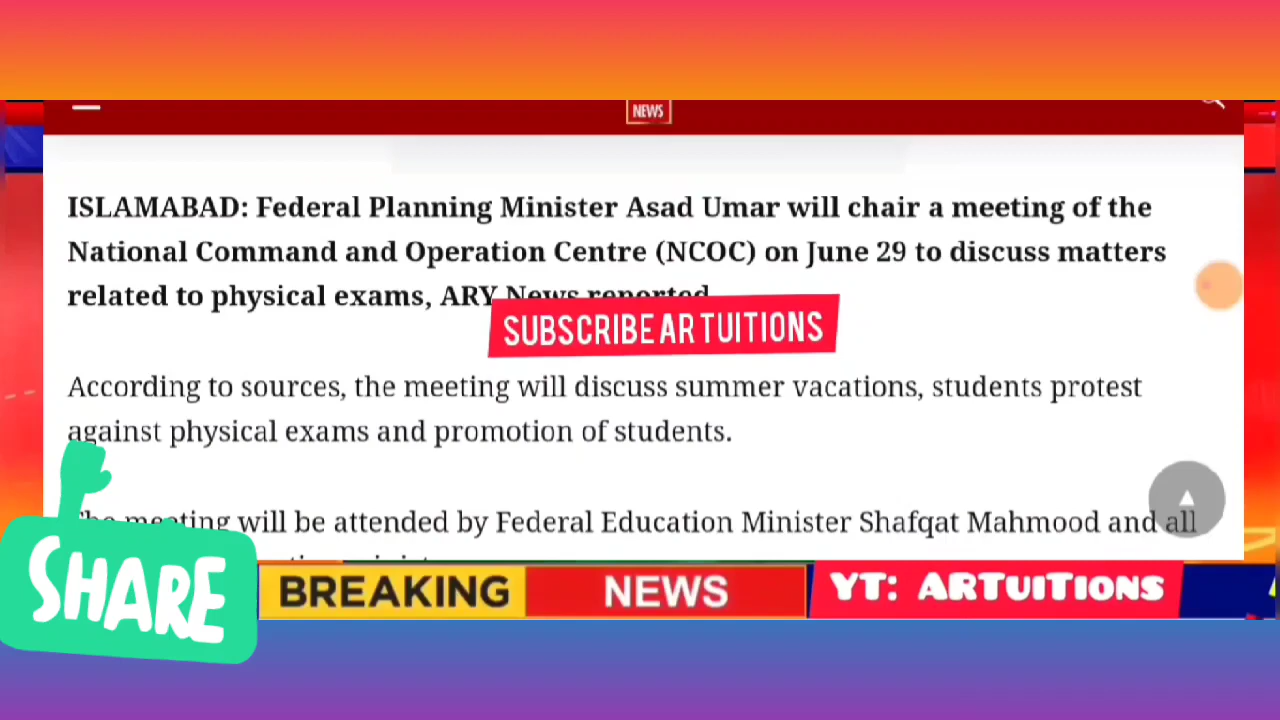 NEWS
ISLAMABAD: Federal Planning Minister Asad Umar will chair a meeting of the
National Command and Operation Centre (NCOC) on June 29 to discuss matters
related to physical exams, ARY News reported
SUBSCRIBE AR TUITIONS
According to sources, the meeting will discuss summer vacations, students protest
against physical exams and promotion of students.
The meeting will be attended by Federal Education Minister Shafqat Mahmood and all
SHARE
BREAKING NEWS YT: ARTUITIONS